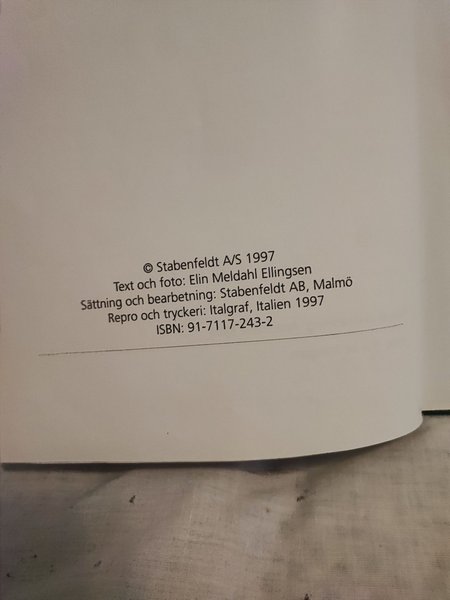 © Stabenfeldt A/S 1997
Text och foto: Elin Meldahl Ellingsen
Sättning och bearbetning: Stabenfeldt AB, Malmö
Repro och tryckeri: Italgraf, Italien 1997
ISBN: 91-7117-243-2